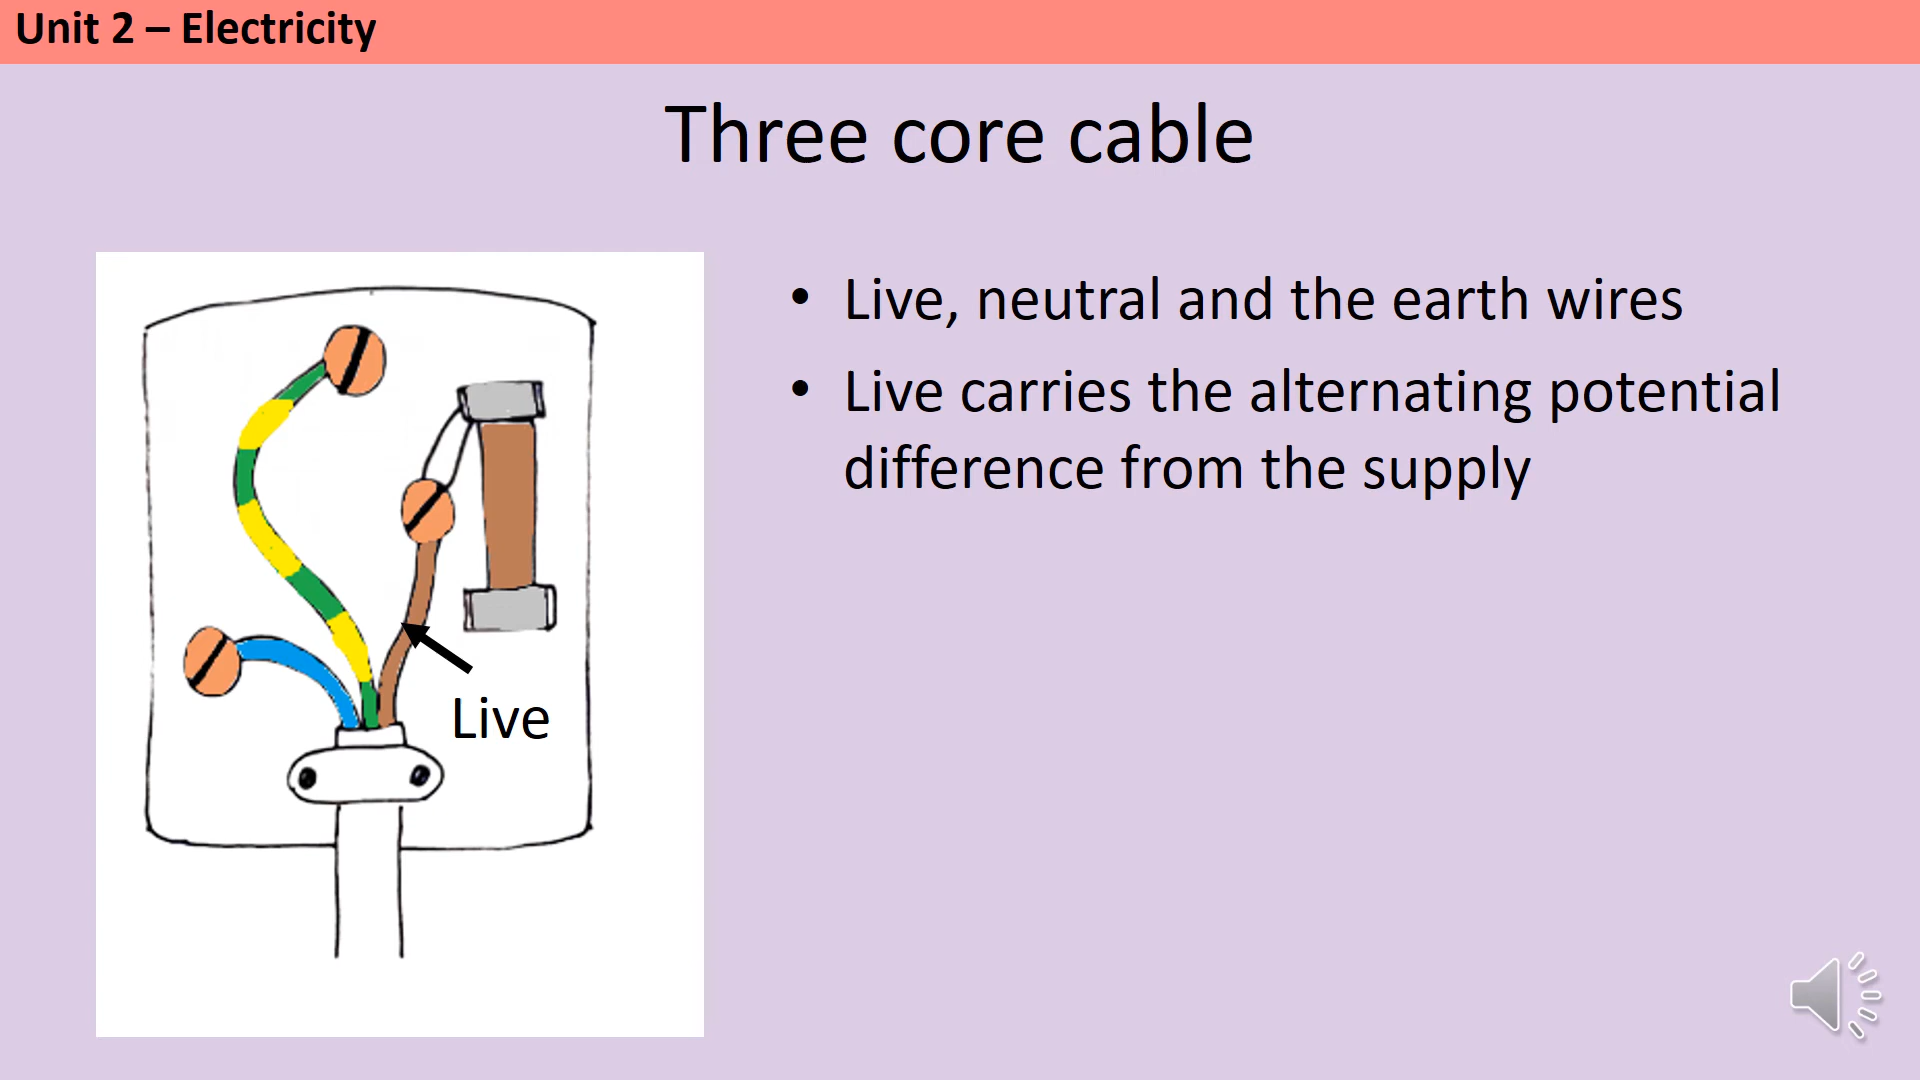 Unit 2 – Electricity
Three core cable
• Live, neutral and the earth wires
• Live carries the alternating potential
difference from the supply
Live